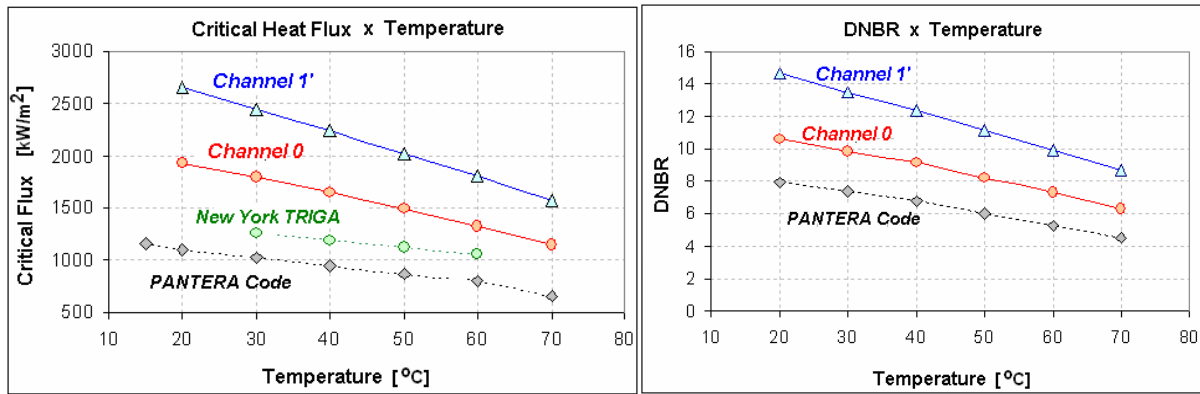 Critical Heat Flux x Temperature
Critical Flux [kW/m²]
3000
2500
2000
1500
1000
500
Channel 1'
Channel 0
New York TRIGA
PANTERA Code
10 20 30 40 50 60 70 80
Temperature [ºC]
DNBR x Temperature
DNBR
16
14
12
10
8
6
4
2
0
Channel 1'
Channel 0
PANTERA Code
10 20 30 40 50 60 70 80
Temperature [ºC]